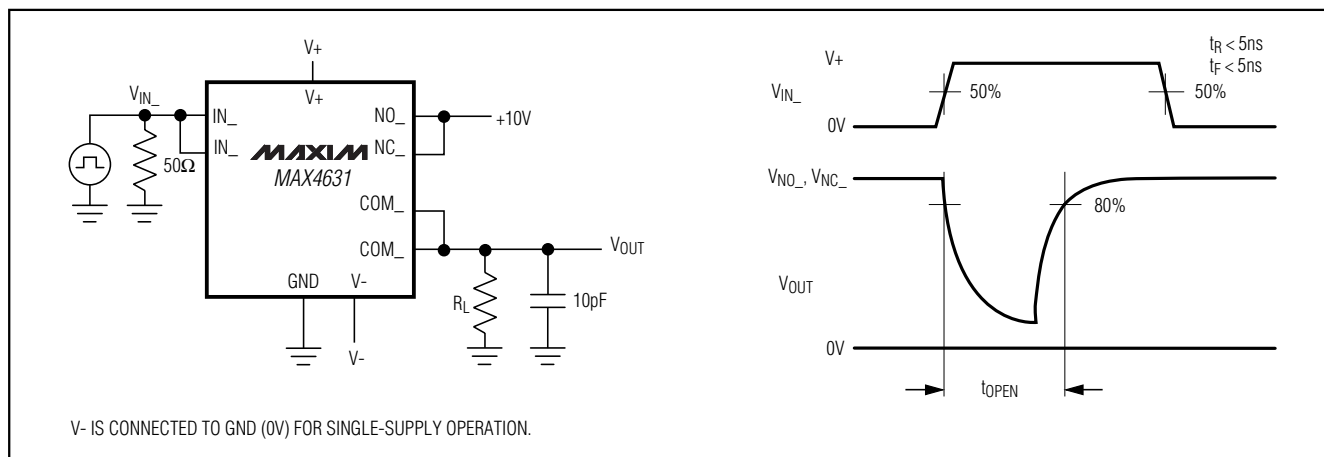 V+
V+
VIN_
IN_
IN_
50Ω
MAXIM
MAX4631
NO_
NC_
+10V
COM_
COM_
VOUT
GND
V-
RL
10pF
V-
V- IS CONNECTED TO GND (0V) FOR SINGLE-SUPPLY OPERATION.
tR < 5ns
tF < 5ns
V+
VIN_
50%
50%
0V
VNO_, VNC_
80%
VOUT
0V
tOPEN